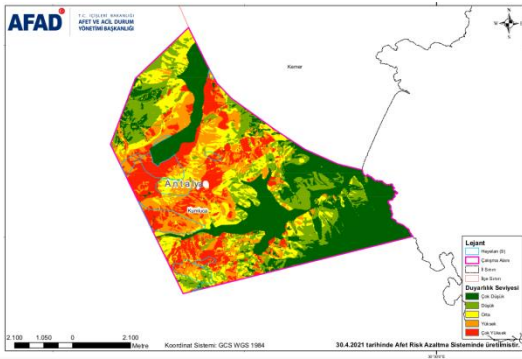 AFAD
T.C. İÇİŞLERİ BAKANLIĞI
AFET VE ACİL DURUM
YÖNETİMİ BAŞKANLIĞI
Kemer
Antalya
Kumluca
Lejant
Heyelan (5)
Çalışma Alanı
İl Sınırı
İlçe Sınırı
Duyarlılık Seviyesi
Çok Düşük
Düşük
Orta
Yüksek
Çok Yüksek
2.100 1.050 0 2.100
Metre
Koordinat Sistemi: GCS WGS 1984
30.4.2021 tarihinde Afet Risk Azaltma Sisteminde üretilmiştir.